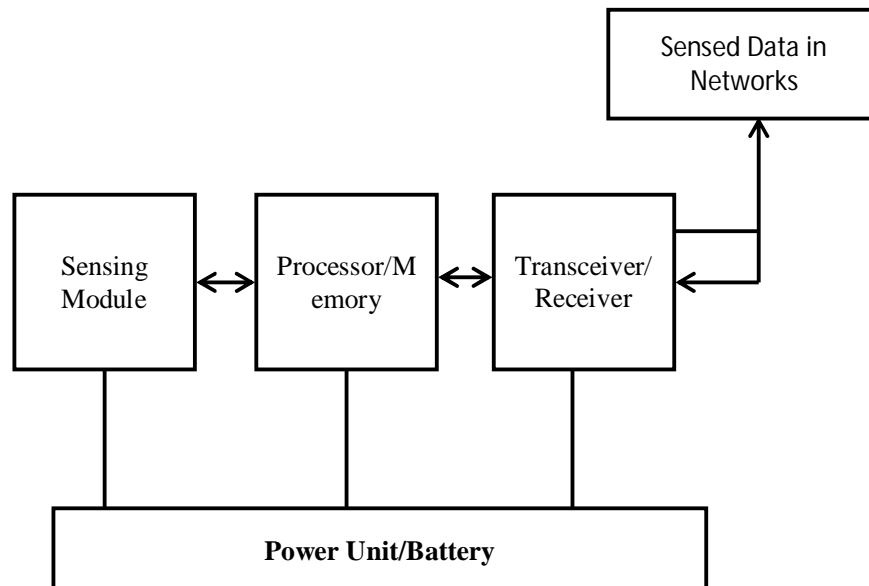 Sensed Data in
Networks
Sensing
Module
Processor/M
emory
Transceiver/
Receiver
Power Unit/Battery